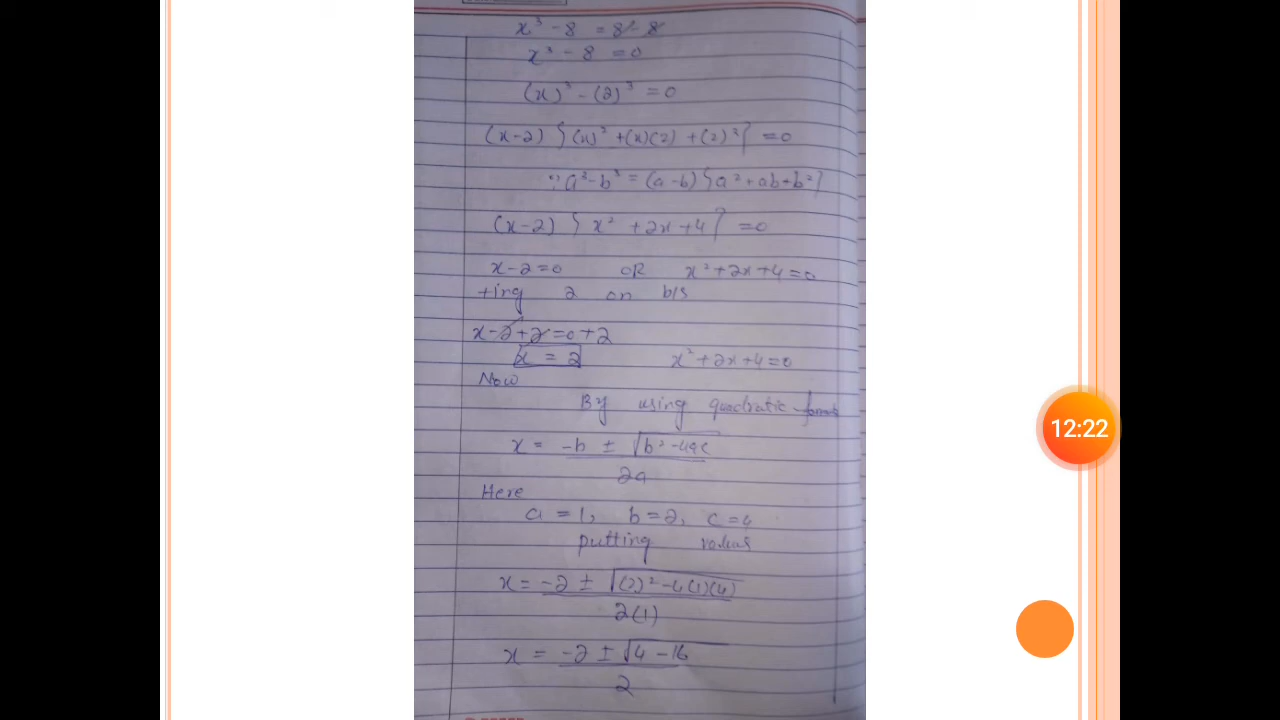 x³ - 8 = 8 - 8
x³ - 8 = 0
(x)³ - (2)³ = 0
(x-2) {(x)² + (x)(2) + (2)²} = 0
∵ a³ - b³ = (a-b) {a² + ab + b²}
(x-2) {x² + 2x + 4} = 0
x - 2 = 0 OR x² + 2x + 4 = 0
+ing 2 on b/s
x - 2 + 2 = 0 + 2
x = 2 x² + 2x + 4 = 0
Now
By using quadratic
x = -b ± √b² - 4ac / 2a
Here
a = 1, b = 2, c = 4
putting values
x = -2 ± √(2)² - 4(1)(4) / 2(1)
x = -2 ± √4 - 16 / 2
12:22